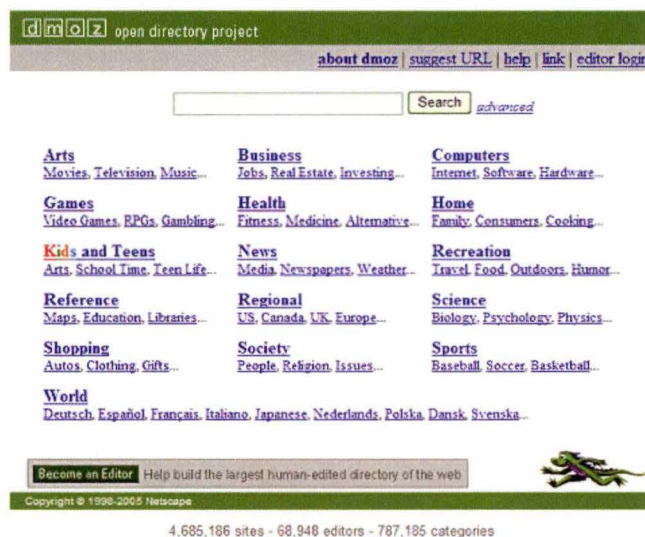 dmoz open directory project
about dmoz | suggest URL | help | link | editor login
Search advanced
Arts
Movies, Television, Music...
Business
Jobs, Real Estate, Investing...
Computers
Internet, Software, Hardware...
Games
Video Games, RPGs, Gambling...
Health
Fitness, Medicine, Alternative...
Home
Family, Consumers, Cooking...
Kids and Teens
Arts, School Time, Teen Life...
News
Media, Newspapers, Weather...
Recreation
Travel, Food, Outdoors, Humor...
Reference
Maps, Education, Libraries...
Regional
US, Canada, UK, Europe...
Science
Biology, Psychology, Physics...
Shopping
Autos, Clothing, Gifts...
Society
People, Religion, Issues...
Sports
Baseball, Soccer, Basketball...
World
Deutsch, Español, Français, Italiano, Japanese, Nederlands, Polska, Dansk, Svenska...
Become an Editor Help build the largest human-edited directory of the web
Copyright © 1998-2005 Netscape
4,685,186 sites - 68,948 editors - 787,185 categories